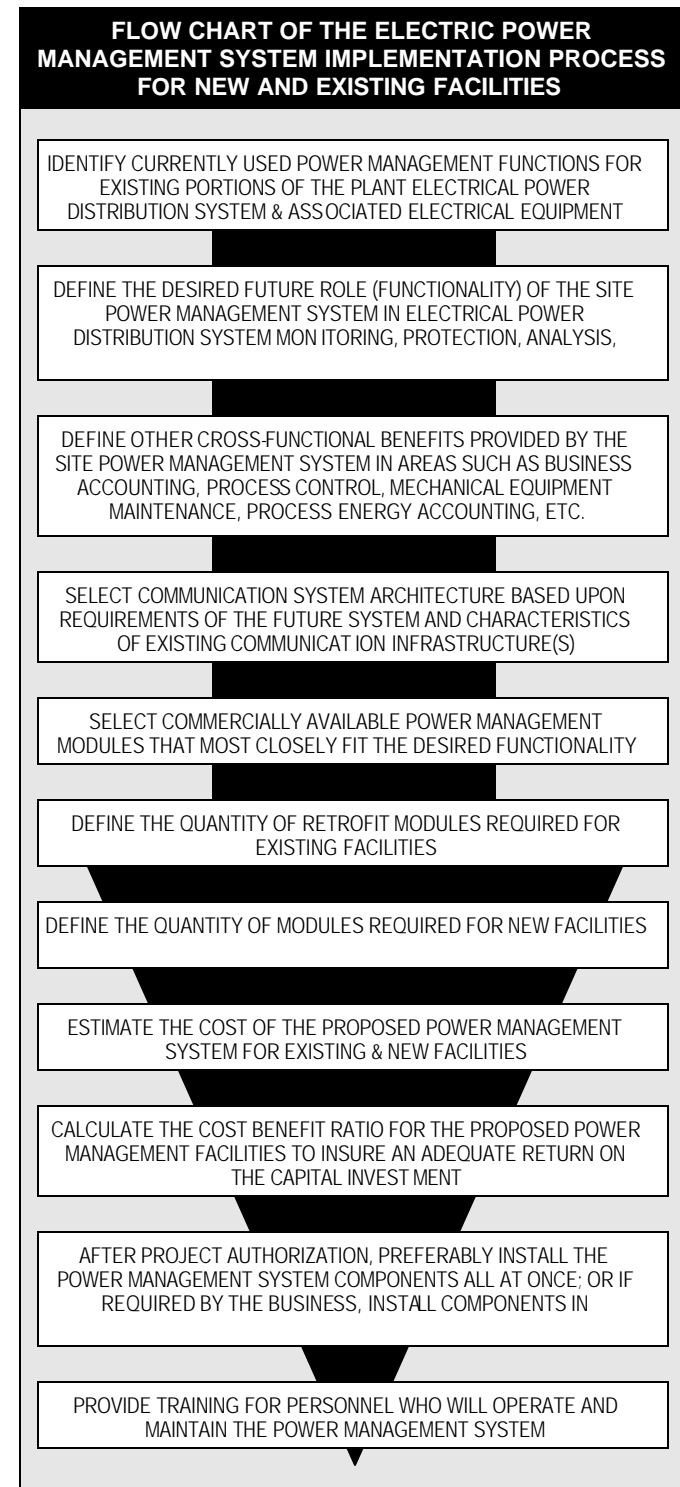 FLOW CHART OF THE ELECTRIC POWER
MANAGEMENT SYSTEM IMPLEMENTATION PROCESS
FOR NEW AND EXISTING FACILITIES
IDENTIFY CURRENTLY USED POWER MANAGEMENT FUNCTIONS FOR
EXISTING PORTIONS OF THE PLANT ELECTRICAL POWER
DISTRIBUTION SYSTEM & ASSOCIATED ELECTRICAL EQUIPMENT
DEFINE THE DESIRED FUTURE ROLE (FUNCTIONALITY) OF THE SITE
POWER MANAGEMENT SYSTEM IN ELECTRICAL POWER
DISTRIBUTION SYSTEM MONITORING, PROTECTION, ANALYSIS,
DEFINE OTHER CROSS-FUNCTIONAL BENEFITS PROVIDED BY THE
SITE POWER MANAGEMENT SYSTEM IN AREAS SUCH AS BUSINESS
ACCOUNTING, PROCESS CONTROL, MECHANICAL EQUIPMENT
MAINTENANCE, PROCESS ENERGY ACCOUNTING, ETC.
SELECT COMMUNICATION SYSTEM ARCHITECTURE BASED UPON
REQUIREMENTS OF THE FUTURE SYSTEM AND CHARACTERISTICS
OF EXISTING COMMUNICATION INFRASTRUCTURE(S)
SELECT COMMERCIALLY AVAILABLE POWER MANAGEMENT
MODULES THAT MOST CLOSELY FIT THE DESIRED FUNCTIONALITY
DEFINE THE QUANTITY OF RETROFIT MODULES REQUIRED FOR
EXISTING FACILITIES
DEFINE THE QUANTITY OF MODULES REQUIRED FOR NEW FACILITIES
ESTIMATE THE COST OF THE PROPOSED POWER MANAGEMENT
SYSTEM FOR EXISTING & NEW FACILITIES
CALCULATE THE COST BENEFIT RATIO FOR THE PROPOSED POWER
MANAGEMENT FACILITIES TO INSURE AN ADEQUATE RETURN ON
THE CAPITAL INVESTMENT
AFTER PROJECT AUTHORIZATION, PREFERABLY INSTALL THE
POWER MANAGEMENT SYSTEM COMPONENTS ALL AT ONCE; OR IF
REQUIRED BY THE BUSINESS, INSTALL COMPONENTS IN
PROVIDE TRAINING FOR PERSONNEL WHO WILL OPERATE AND
MAINTAIN THE POWER MANAGEMENT SYSTEM